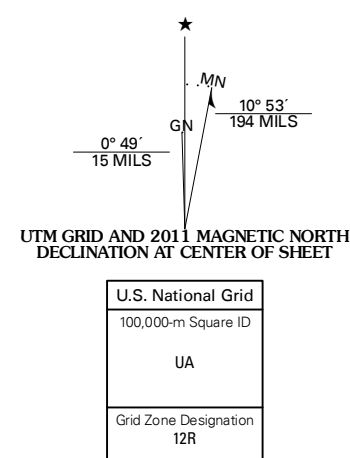 ★
MN
10° 53´
194 MILS
GN
0° 49´
15 MILS
UTM GRID AND 2011 MAGNETIC NORTH
DECLINATION AT CENTER OF SHEET
U.S. National Grid
100,000-m Square ID
UA
Grid Zone Designation
12R